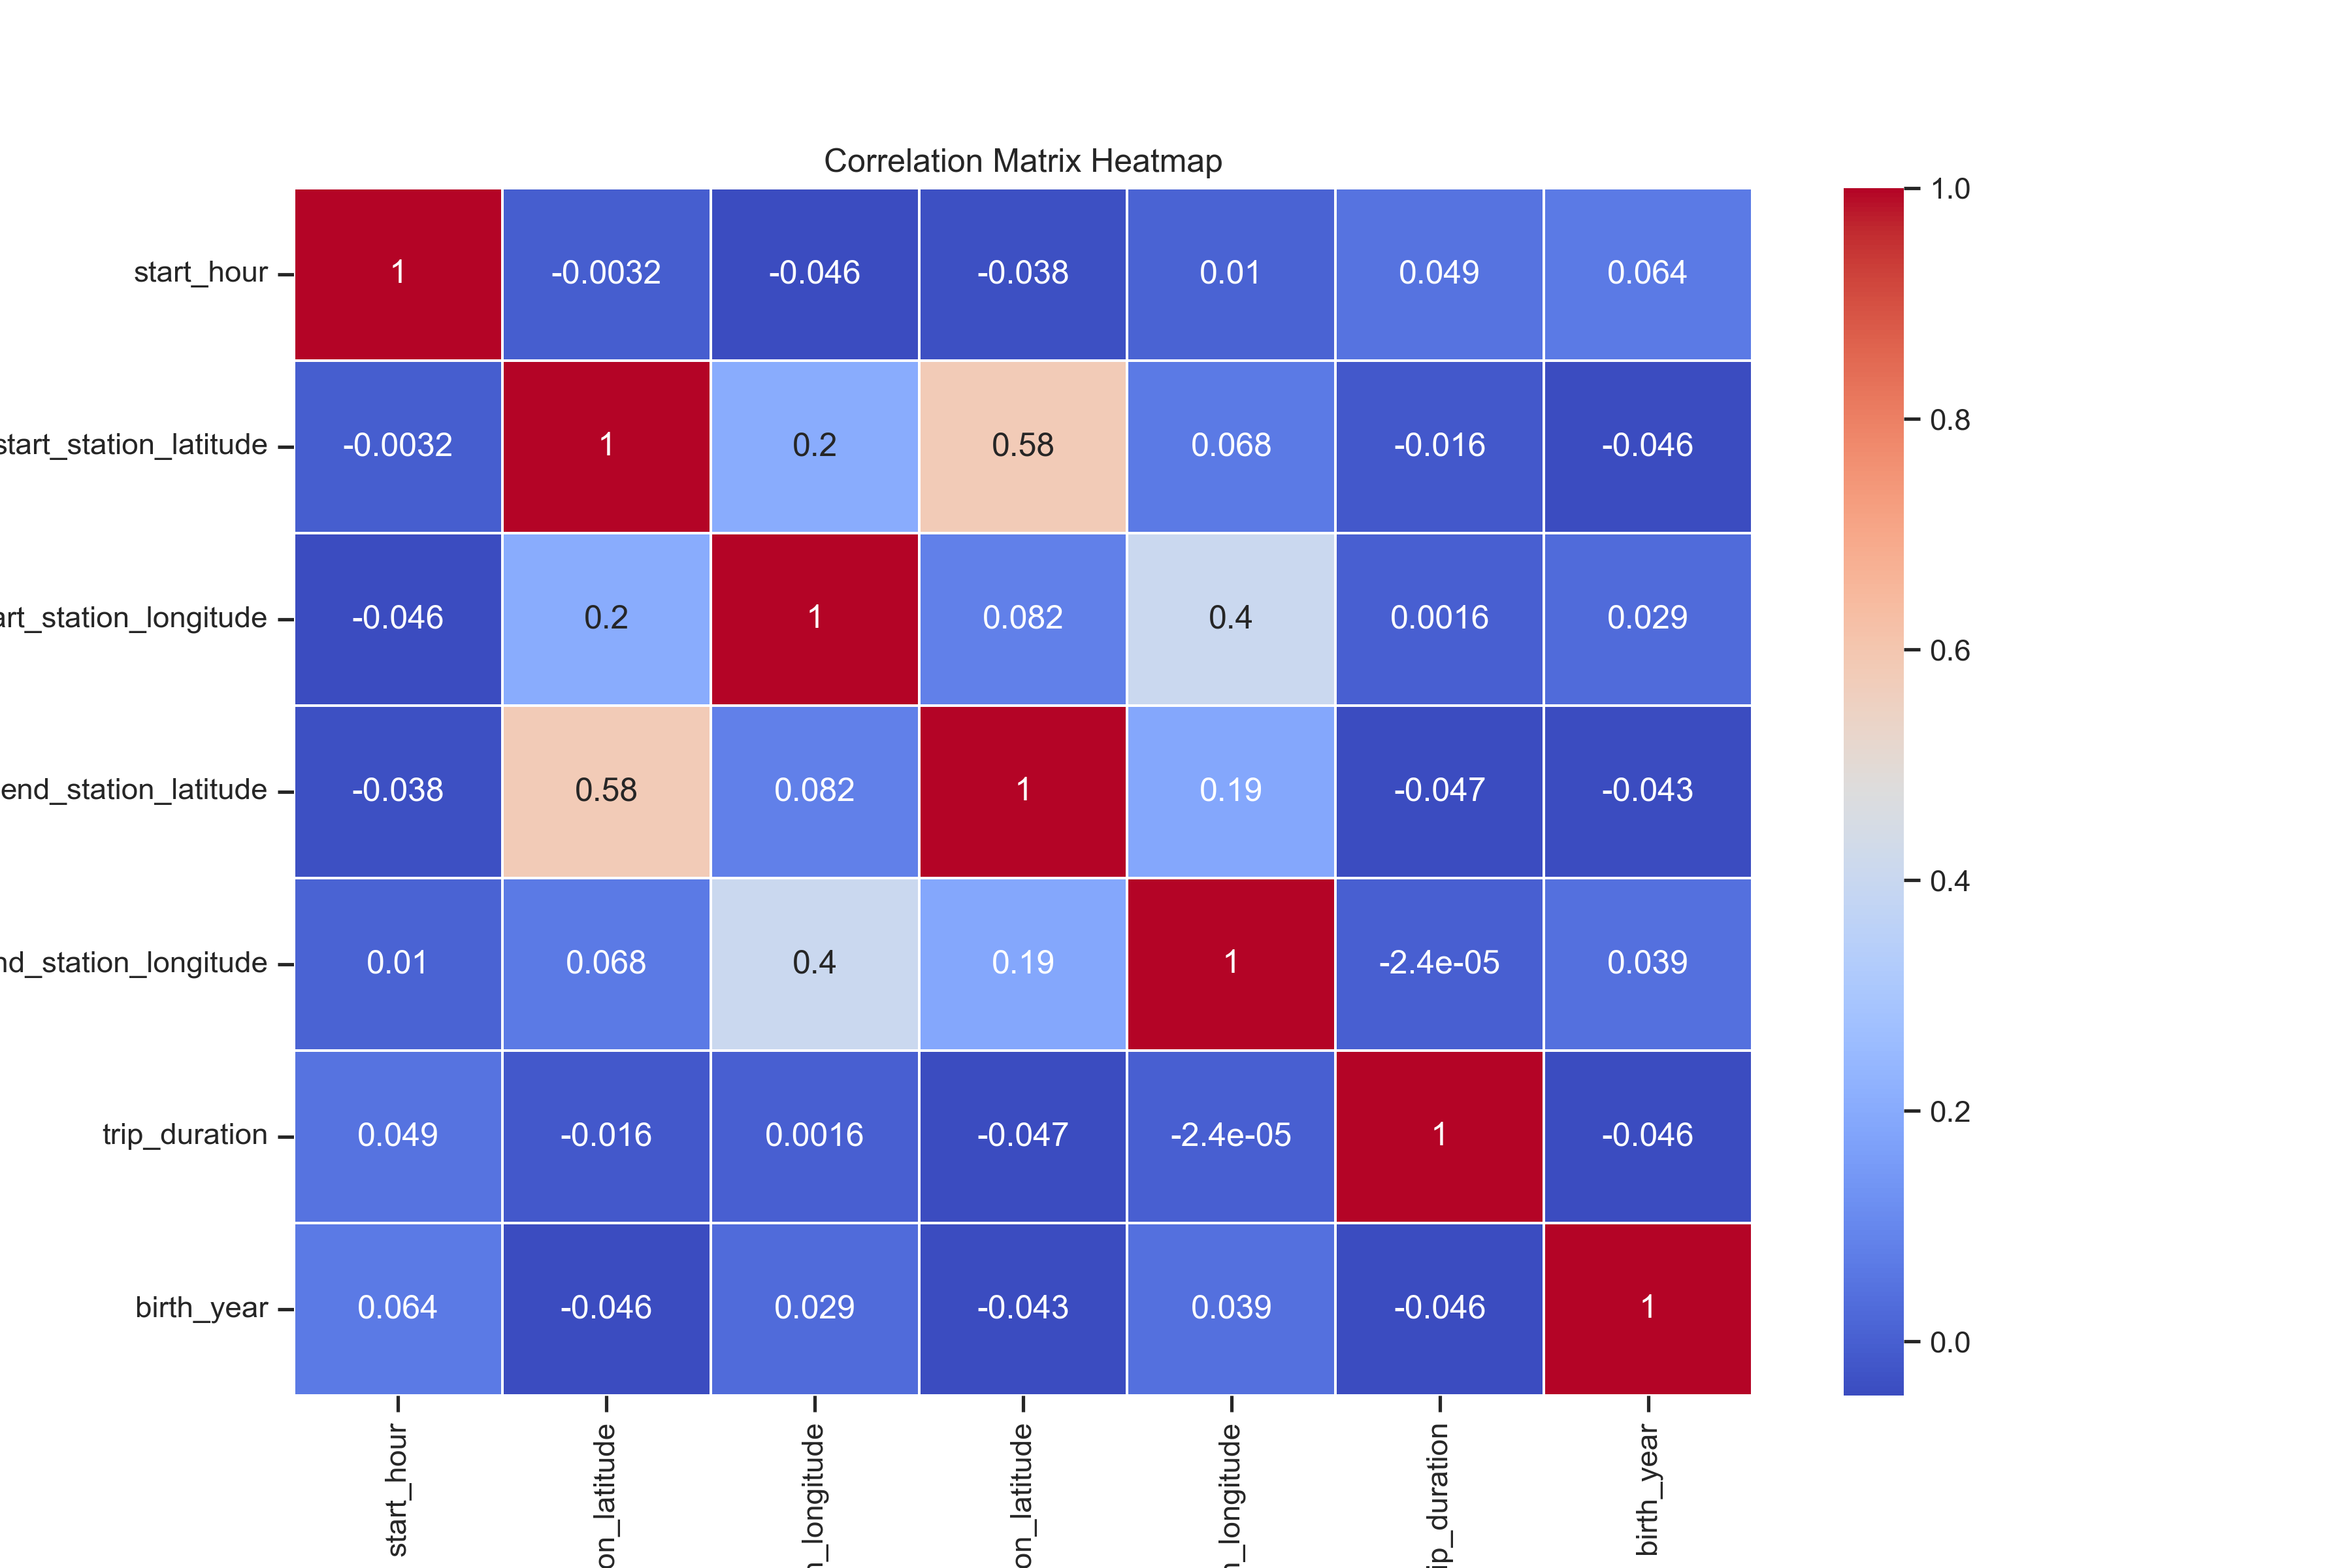 Correlation Matrix Heatmap
start_hour 1 -0.0032 -0.046 -0.038 0.01 0.049 0.064
start_station_latitude -0.0032 1 0.2 0.58 0.068 -0.016 -0.046
art_station_longitude -0.046 0.2 1 0.082 0.4 0.0016 0.029
end_station_latitude -0.038 0.58 0.082 1 0.19 -0.047 -0.043
nd_station_longitude 0.01 0.068 0.4 0.19 1 -2.4e-05 0.039
trip_duration 0.049 -0.016 0.0016 -0.047 -2.4e-05 1 -0.046
birth_year 0.064 -0.046 0.029 -0.043 0.039 -0.046 1
start_hour
on_latitude
n_longitude
on_latitude
n_longitude
ip_duration
birth_year
1.0
0.8
0.6
0.4
0.2
0.0